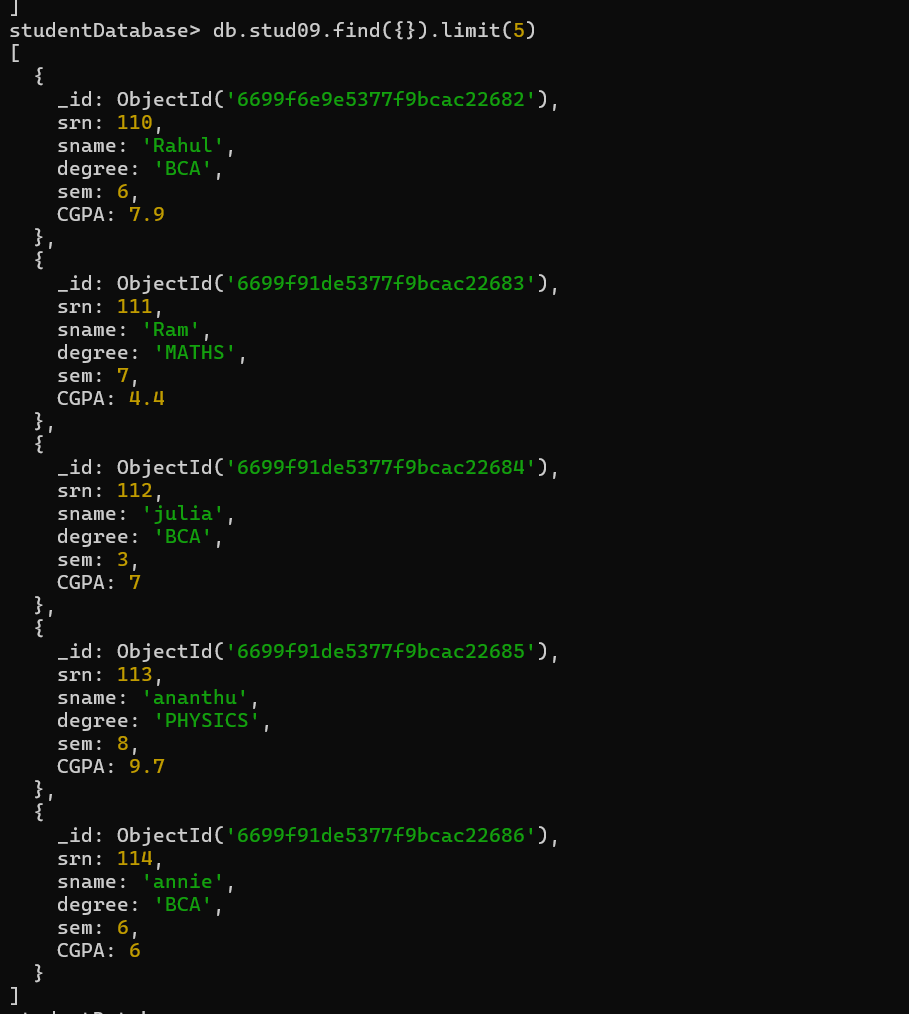 ]
studentDatabase> db.stud09.find({}).limit(5)
[
  {
    _id: ObjectId('6699f6e9e5377f9bcac22682'),
    srn: 110,
    sname: 'Rahul',
    degree: 'BCA',
    sem: 6,
    CGPA: 7.9
  },
  {
    _id: ObjectId('6699f91de5377f9bcac22683'),
    srn: 111,
    sname: 'Ram',
    degree: 'MATHS',
    sem: 7,
    CGPA: 4.4
  },
  {
    _id: ObjectId('6699f91de5377f9bcac22684'),
    srn: 112,
    sname: 'julia',
    degree: 'BCA',
    sem: 3,
    CGPA: 7
  },
  {
    _id: ObjectId('6699f91de5377f9bcac22685'),
    srn: 113,
    sname: 'ananthu',
    degree: 'PHYSICS',
    sem: 8,
    CGPA: 9.7
  },
  {
    _id: ObjectId('6699f91de5377f9bcac22686'),
    srn: 114,
    sname: 'annie',
    degree: 'BCA',
    sem: 6,
    CGPA: 6
  }
]